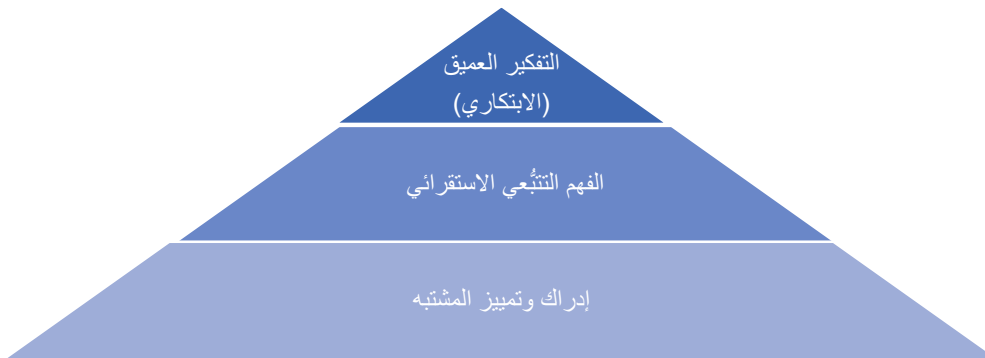 التفكير العميق
(الابتكاري)
الفهم التتبُّعي الاستقرائي
إدراك وتمييز المشتبه